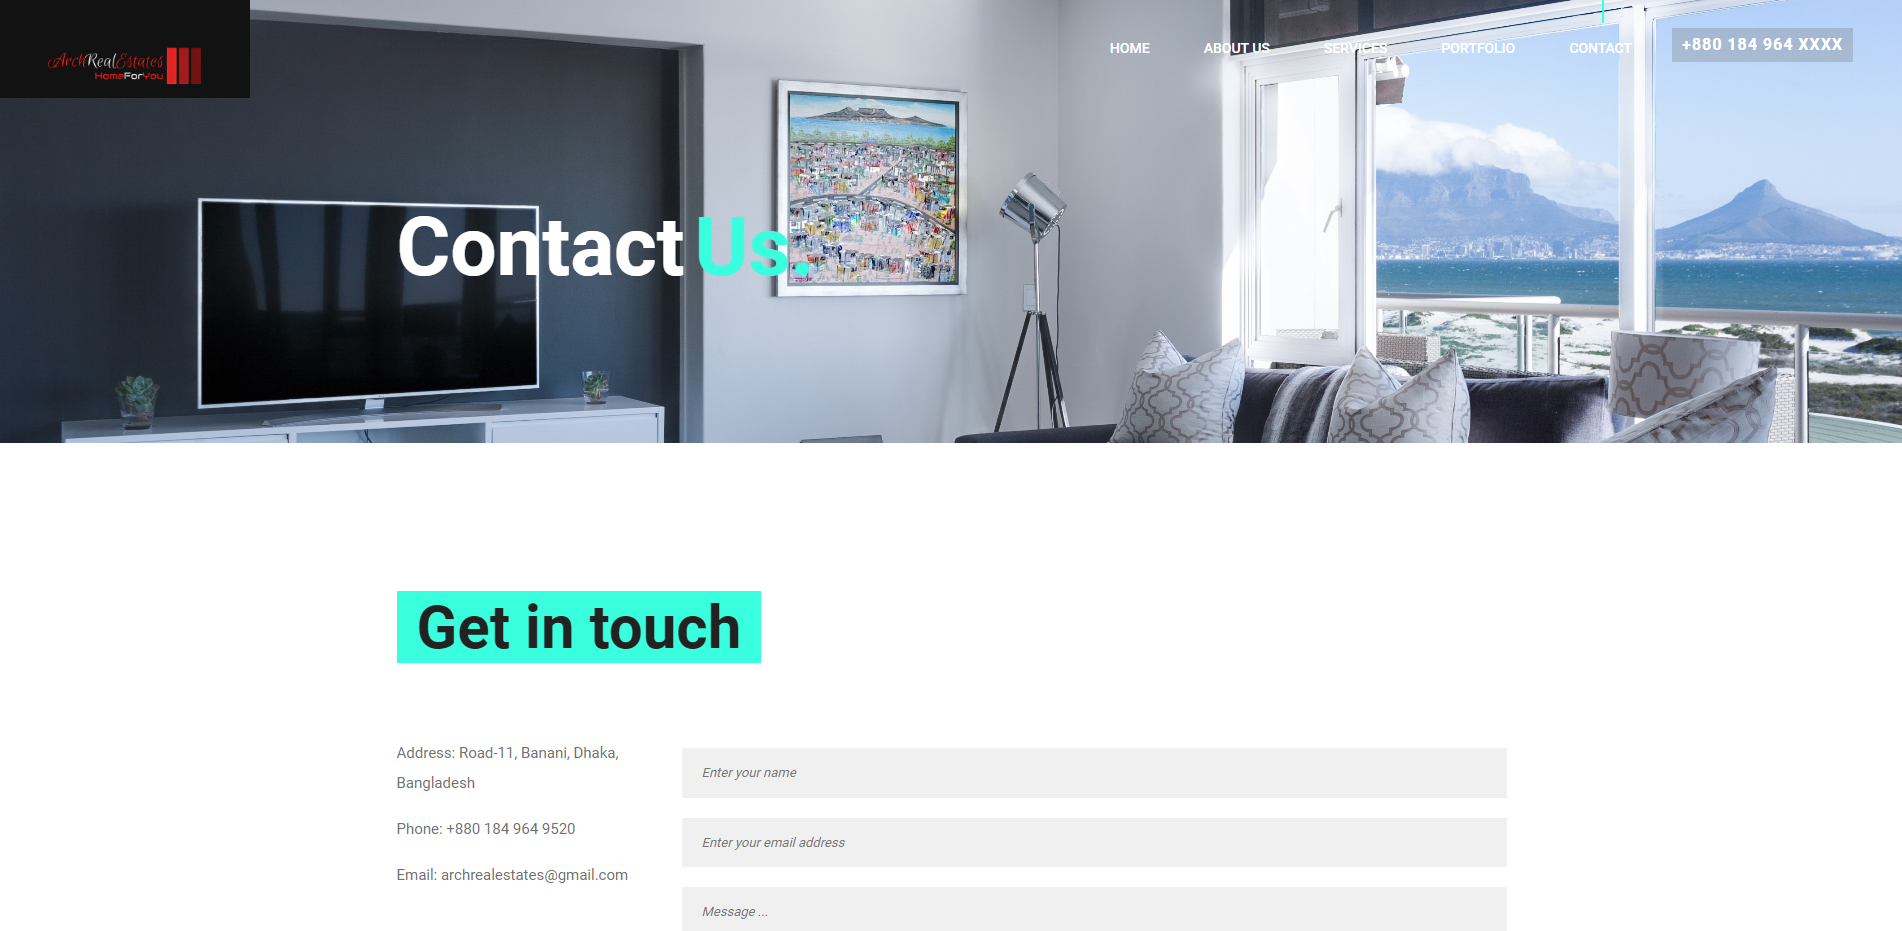 ArchRealEstates
HomeForYou
HOME
ABOUT US
SERVICES
PORTFOLIO
CONTACT
+880 184 964 XXXX
Contact Us.
Get in touch
Address: Road-11, Banani, Dhaka,
Bangladesh
Phone: +880 184 964 9520
Email: archrealestates@gmail.com
Enter your name
Enter your email address
Message ...